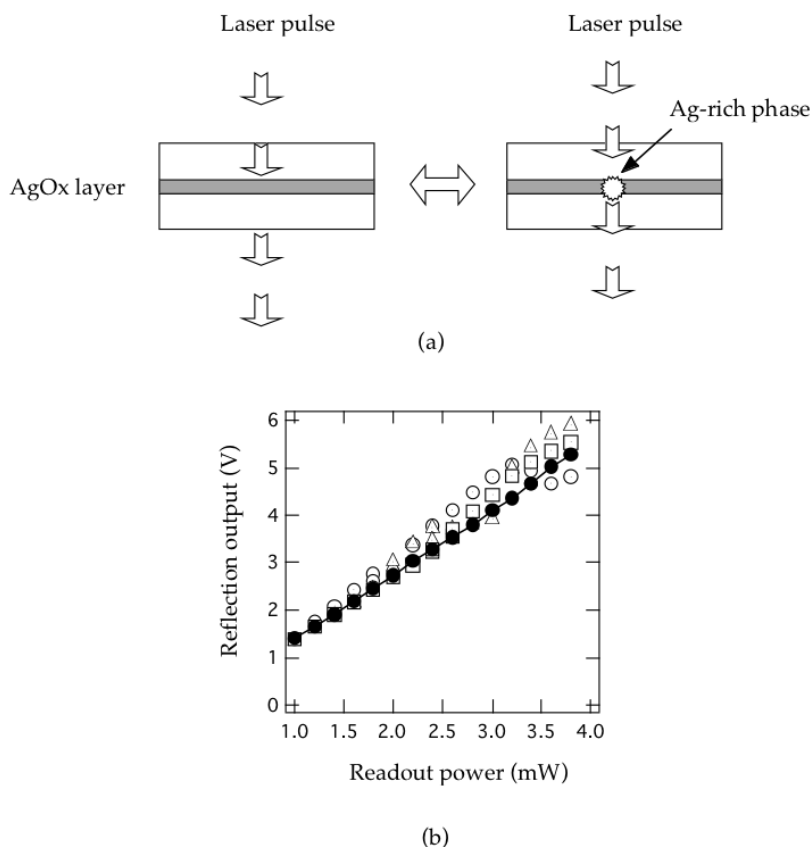 Laser pulse
Laser pulse
Ag-rich phase
AgOx layer
(a)
6
5
4
3
2
1
0
Reflection output (V)
1.0 1.5 2.0 2.5 3.0 3.5 4.0
Readout power (mW)
(b)